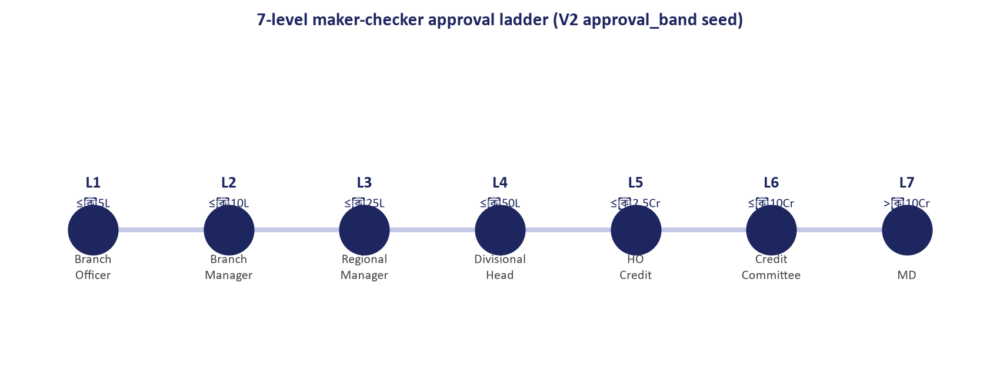 7-level maker-checker approval ladder (V2 approval_band seed)
L1 L2 L3 L4 L5 L6 L7
≤ 5L ≤ 10L ≤ 25L ≤ 50L ≤ 2.5Cr ≤ 10Cr > 10Cr
Branch Branch Regional Divisional HO Credit
Officer Manager Manager Head Credit Committee MD